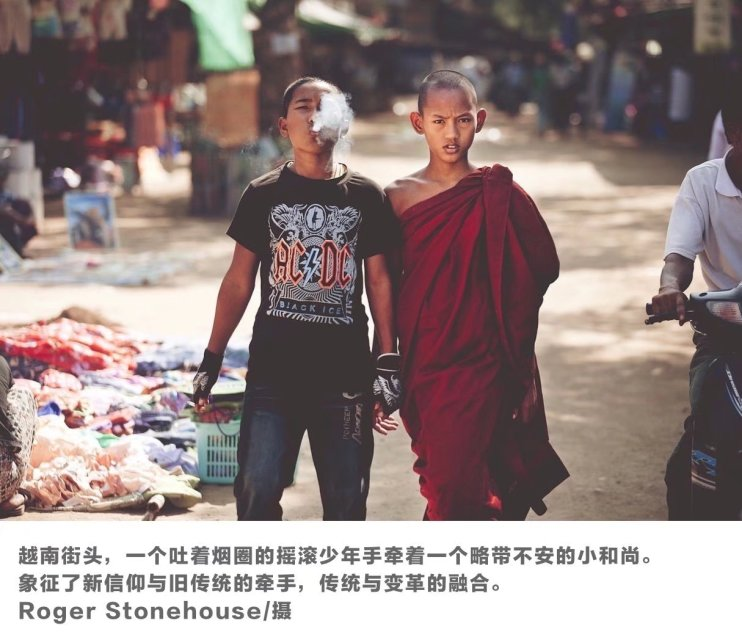 AC⚡DC
BLACK ICE
越南街头，一个吐着烟圈的摇滚少年手牵着一个略带不安的小和尚。
象征了新信仰与旧传统的牵手，传统与变革的融合。
Roger Stonehouse/摄